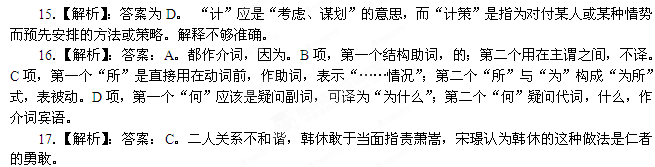 15.【解析】：答案为 D。 “计”应是“考虑、谋划”的意思，而“计策”是指为对付某人或某种情势
而预先安排的方法或策略。解释不够准确。
16.【解析】：答案：A。都作介词，因为。B 项，第一个结构助词，的；第二个用在主谓之间，不译。
C 项，第一个“所”是直接用在动词前，作助词，表示“……情况”；第二个“所”与“为”构成“为所”
式，表被动。D 项，第一个“何”应该是疑问副词，可译为“为什么”；第二个“何”疑问代词，什么，作
介词宾语。
17.【解析】：答案：C。二人关系不和谐，韩休敢于当面指责萧嵩，宋璟认为韩休的这种做法是仁者
的勇敢。